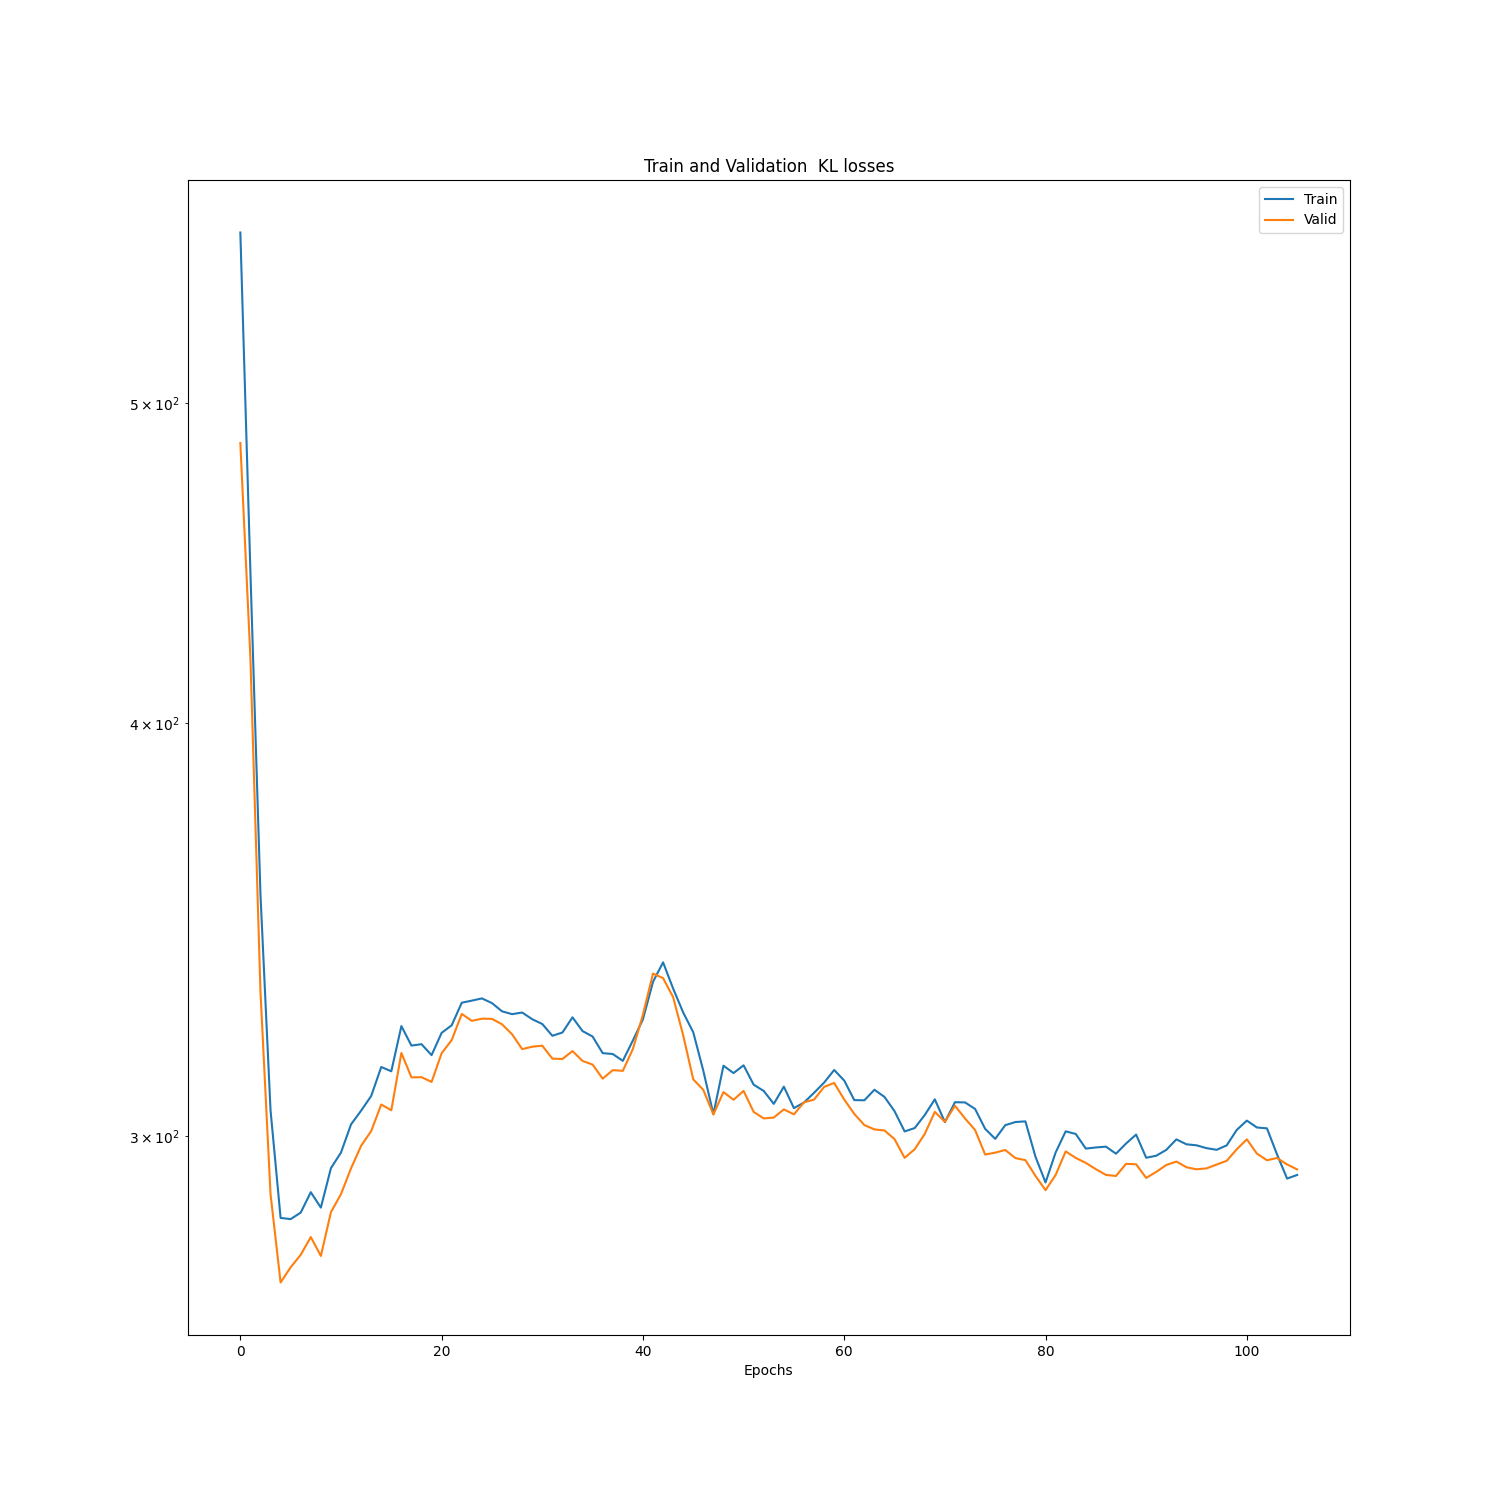 Train and Validation  KL losses
Train
Valid
5 × 10²
4 × 10²
3 × 10²
0 20 40 60 80 100
Epochs